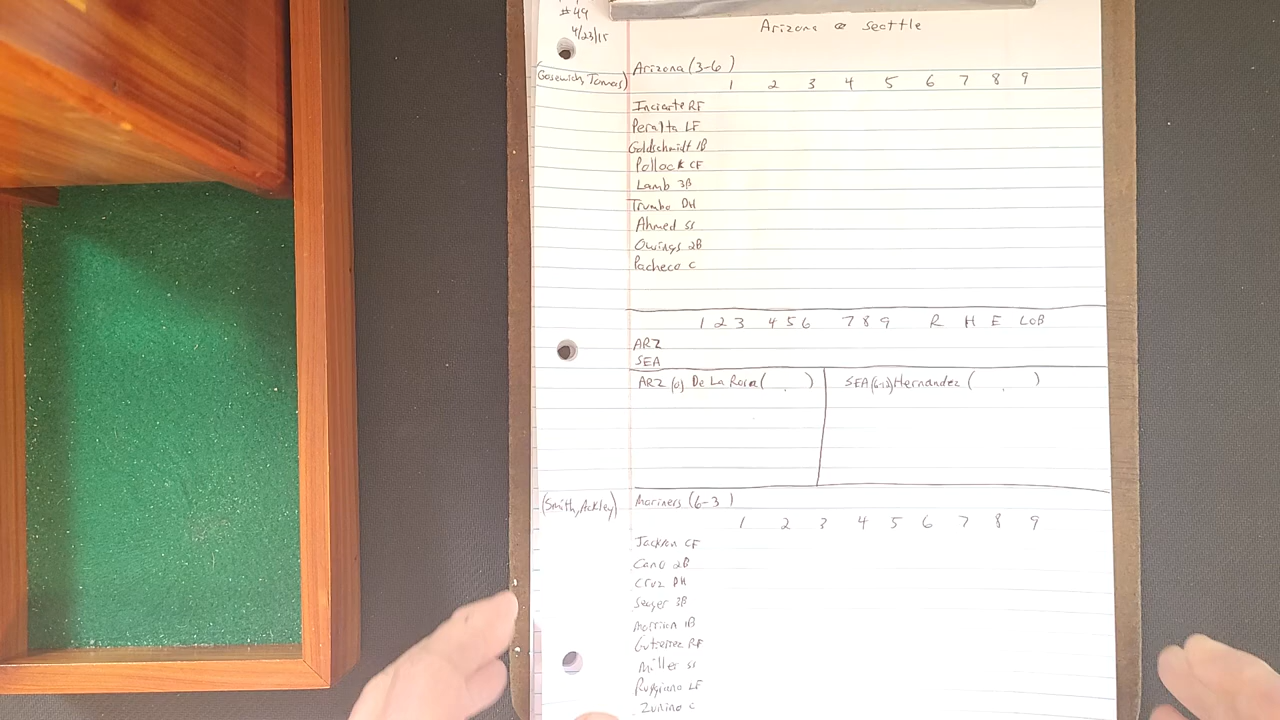 #49
4/23/15
Arizona @ Seattle
Arizona (3-6)
(Gosewich, Tomas)
1 2 3 4 5 6 7 8 9
Inciarte RF
Peralta LF
Goldschmidt 1B
Pollock CF
Lamb 3B
Trumbo DH
Ahmed SS
Owings 2B
Pacheco C
1 2 3 4 5 6 7 8 9 R H E LOB
ARZ
SEA
ARZ (0) De La Rosa ( , )
SEA (6-12) Hernandez ( , )
(Smith, Ackley)
Mariners (6-3)
1 2 3 4 5 6 7 8 9
Jackson CF
Cano 2B
Cruz DH
Seager 3B
Morrison 1B
Gutierrez RF
Miller SS
Ruggiano LF
Zunino C